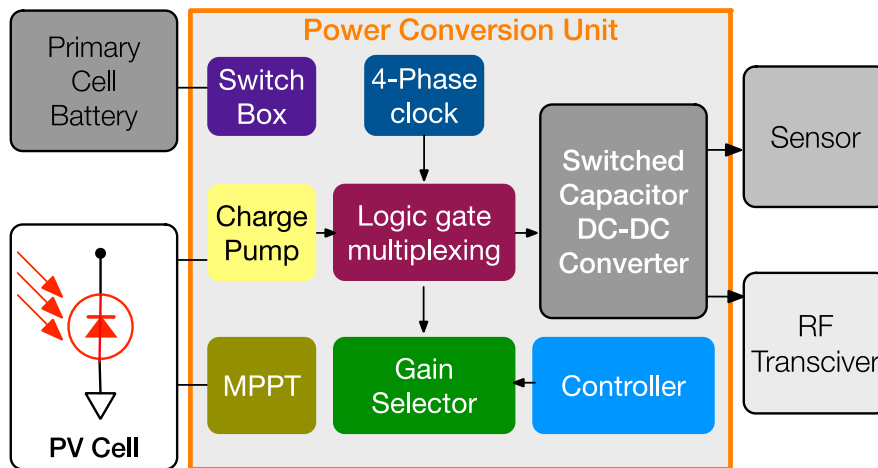 Power Conversion Unit
Primary
Cell
Battery
Switch
Box
4-Phase
clock
Sensor
Switched
Capacitor
DC-DC
Converter
Charge
Pump
Logic gate
multiplexing
RF
Transciver
MPPT
Gain
Selector
Controller
PV Cell